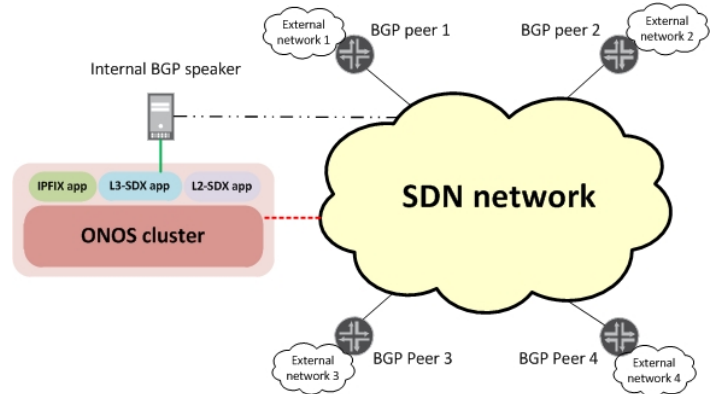 External
network 1
BGP peer 1
BGP peer 2
External
network 2
Internal BGP speaker
IPFIX app
L3-SDX app
L2-SDX app
ONOS cluster
SDN network
External
network 3
BGP Peer 3
BGP Peer 4
External
network 4